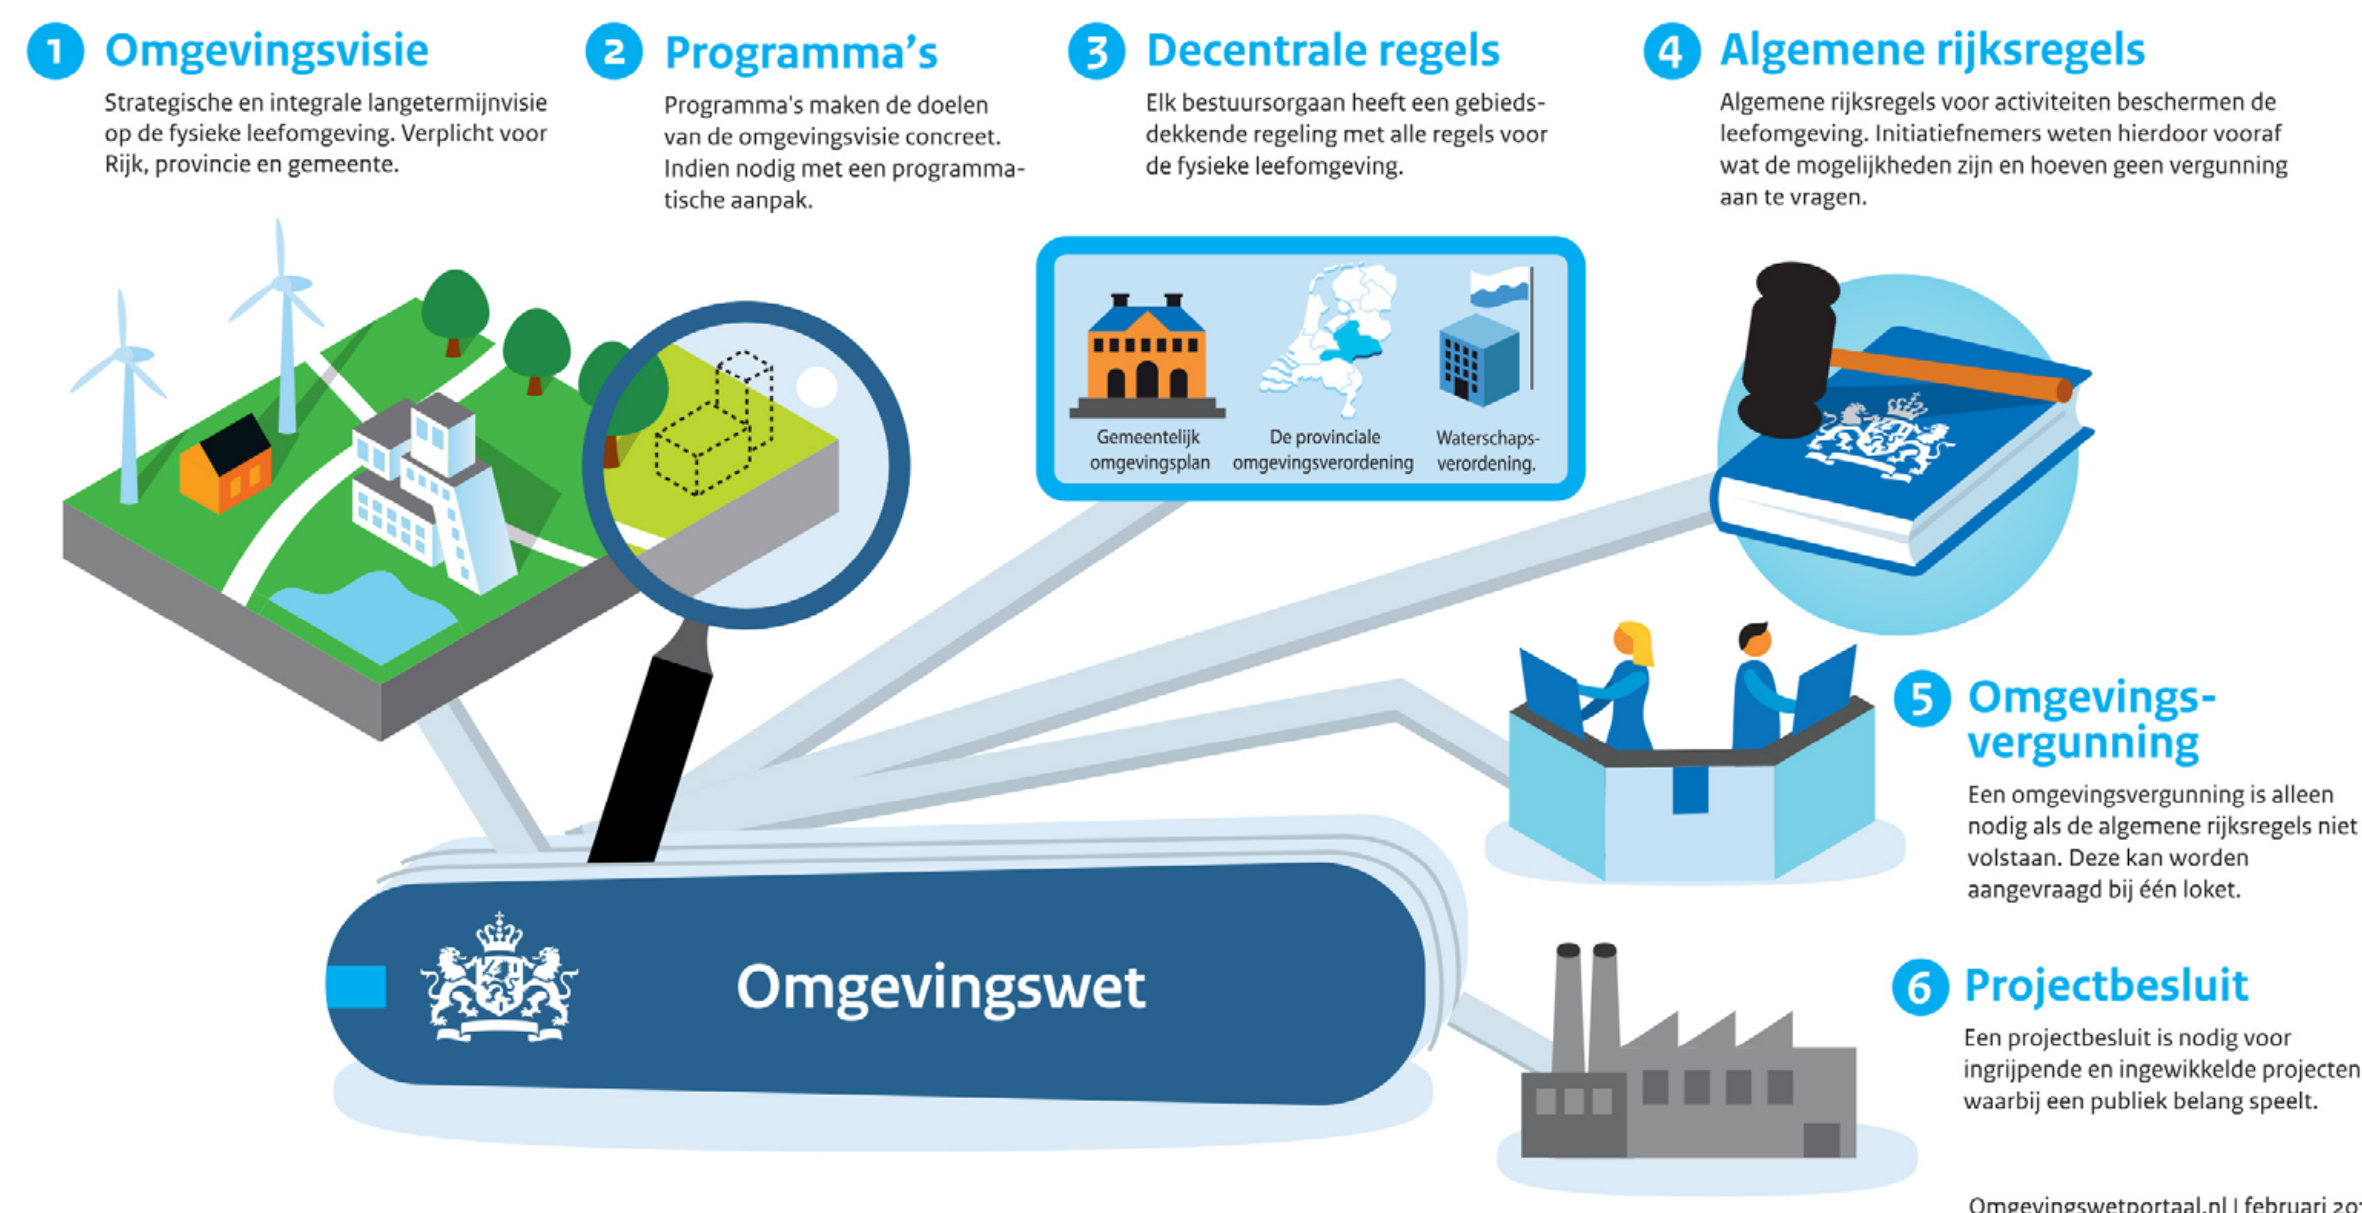 1 Omgevingsvisie
Strategische en integrale langetermijnvisie
op de fysieke leefomgeving. Verplicht voor
Rijk, provincie en gemeente.
2 Programma's
Programma's maken de doelen
van de omgevingsvisie concreet.
Indien nodig met een programma-
tische aanpak.
3 Decentrale regels
Elk bestuursorgaan heeft een gebieds-
dekkende regeling met alle regels voor
de fysieke leefomgeving.
Gemeentelijk
omgevingsplan
De provinciale
omgevingsverordening
Waterschaps-
verordening.
4 Algemene rijksregels
Algemene rijksregels voor activiteiten beschermen de
leefomgeving. Initiatiefnemers weten hierdoor vooraf
wat de mogelijkheden zijn en hoeven geen vergunning
aan te vragen.
5 Omgevings-
vergunning
Een omgevingsvergunning is alleen
nodig als de algemene rijksregels niet
volstaan. Deze kan worden
aangevraagd bij één loket.
6 Projectbesluit
Een projectbesluit is nodig voor
ingrijpende en ingewikkelde projecten
waarbij een publiek belang speelt.
Omgevingswet
Omgevingswetportaal.nl | februari